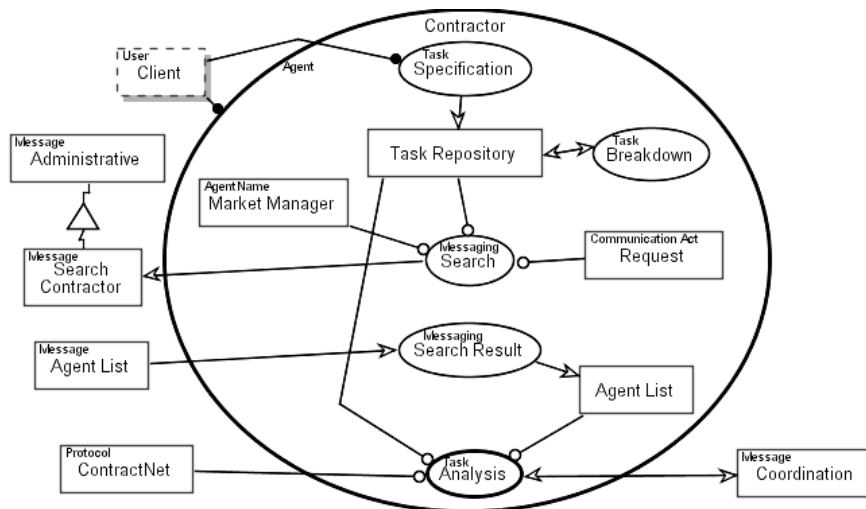 Contractor
User
Client
Agent
Task
Specification
Message
Administrative
Task Repository
Task
Breakdown
AgentName
Market Manager
Message
Search
Contractor
Messaging
Search
Communication Act
Request
Message
Agent List
Messaging
Search Result
Agent List
Protocol
ContractNet
Task
Analysis
Message
Coordination